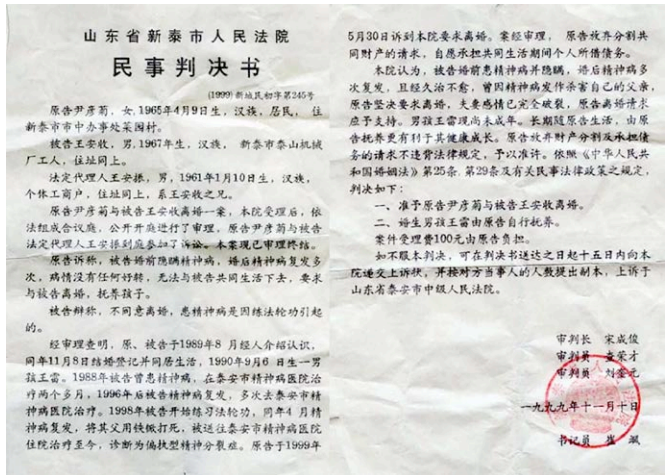 山东省新泰市人民法院
民事判决书
(1999)新城民初字第245号
原告尹彦菊，女，1965年4月9日生，汉族，居民，住
新泰市市中办事处菜园村。
被告王安收，男，1967年生，汉族，新泰市泰山机械
厂工人，住址同上。
法定代理人王安振，男，1961年1月10日生，汉族，
个体工商户，住址同上，系王安收之兄。
原告尹彦菊与被告王安收离婚一案，本院受理后，依
法组成合议庭，公开开庭进行了审理，原告尹彦菊与被告
法定代理人王安振到庭参加了诉讼。本案现已审理终结。
原告诉称，被告婚前隐瞒精神病，婚后精神病复发多
次，病情没有任何好转，无法与被告共同生活下去，要求
与被告离婚，抚养孩子。
被告辩称，不同意离婚，患精神病是因练法轮功引起
的。
经审理查明，原、被告于1989年8月经人介绍认识，
同年11月8日结婚登记并同居生活，1990年9月6日生一男
孩王雷。1988年被告曾患精神病，在泰安市精神病医院治
疗两个多月，1996年后被告精神病复发，多次去泰安市精
神病医院治疗。1998年被告开始练习法轮功，同年4月精
神病复发，将其父用铁锨打死，被送往泰安市精神病医院
住院治疗至今，诊断为偏执型精神分裂症。原告于1999年
5月30日诉到本院要求离婚。案经审理，原告放弃分割共
同财产的请求，自愿承担共同生活期间个人所借债务。
本院认为，被告婚前患精神病并隐瞒，婚后精神病多
次复发，且经久治不愈，曾因精神病发作杀害自己的父亲，
原告坚决要求离婚，夫妻感情已完全破裂，原告离婚请求
应予支持。男孩王雷现尚未成年。长期随原告生活，由原
告抚养更有利于其健康成长。原告放弃财产分割及承担债
务的请求不违背法律规定，予以准许。依照《中华人民共
和国婚姻法》第25条、第29条及有关民事法律政策之规定，
判决如下：
一、准予原告尹彦菊与被告王安收离婚。
二、婚生男孩王雷由原告自行抚养。
案件受理费100元由原告负担。
如不服本判决，可在判决书送达之日起十五日内向本
院递交上诉状，并按对方当事人的人数提出副本，上诉于
山东省泰安市中级人民法院。
审判长 宋成俊
审判员 查荣才
审判员 刘奎元
一九九九年十一月十日
书记员 崔飒